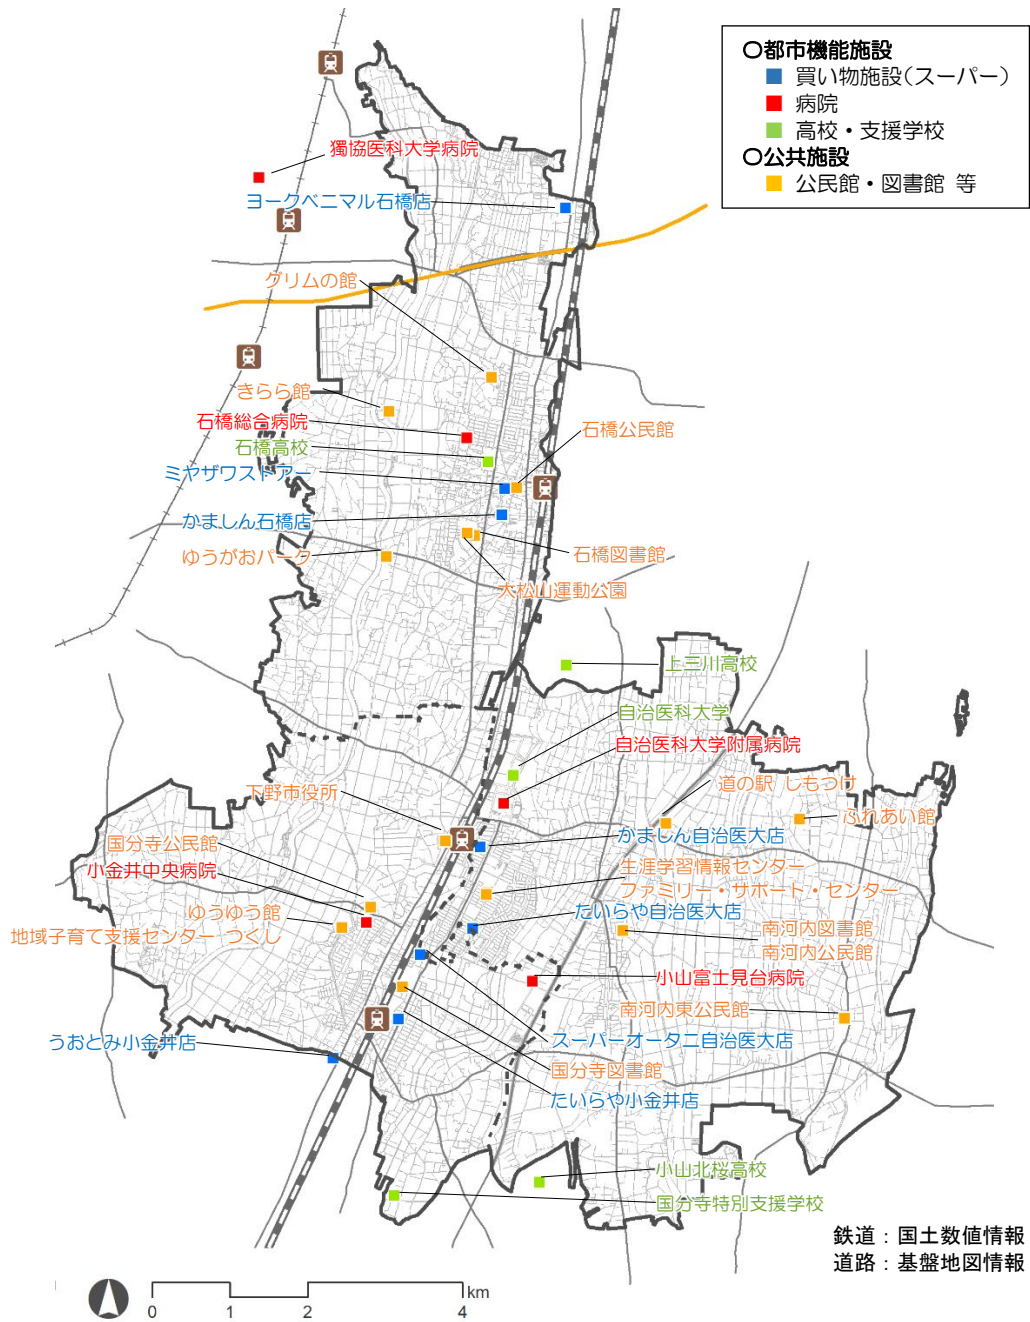 〇都市機能施設
買い物施設(スーパー)
病院
高校・支援学校
〇公共施設
公民館・図書館 等
獨協医科大学病院
ヨークベニマル石橋店
グリムの館
きらら館
石橋総合病院
石橋公民館
石橋高校
ミヤザワストアー
かましん石橋店
ゆうがおパーク
石橋図書館
大松山運動公園
上三川高校
自治医科大学
自治医科大学附属病院
道の駅 しもつけ
下野市役所
ふれあい館
かましん自治医大店
国分寺公民館
小金井中央病院
生涯学習情報センター
ファミリー・サポート・センター
ゆうゆう館
たいらや自治医大店
地域子育て支援センター つくし
南河内図書館
南河内公民館
小山富士見台病院
南河内東公民館
うおとみ小金井店
スーパーオータニ自治医大店
国分寺図書館
たいらや小金井店
小山北桜高校
国分寺特別支援学校
鉄道：国土数値情報
道路：基盤地図情報
km
0 1 2 4